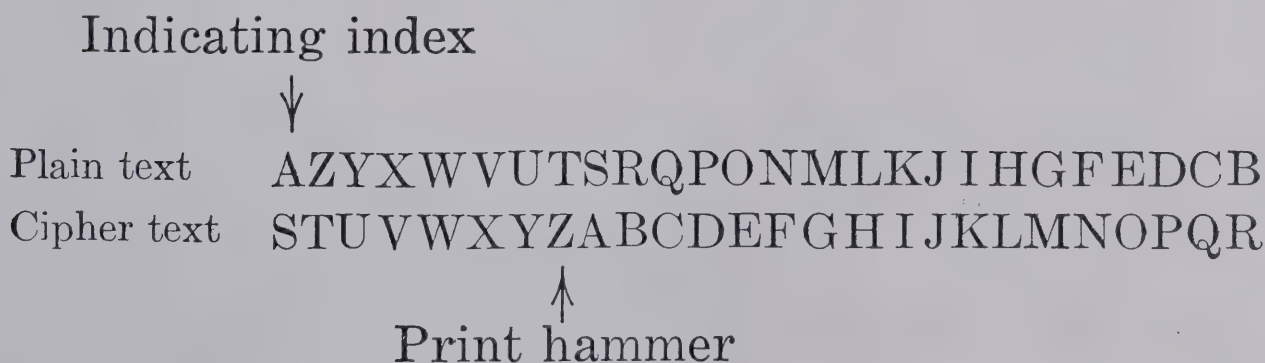 Indicating index
Plain text AZYXWVUTSRQPONMLKJIHGFEDCB
Cipher text STUVWXYZABCDEFGHIJKLMNOPQR
Print hammer